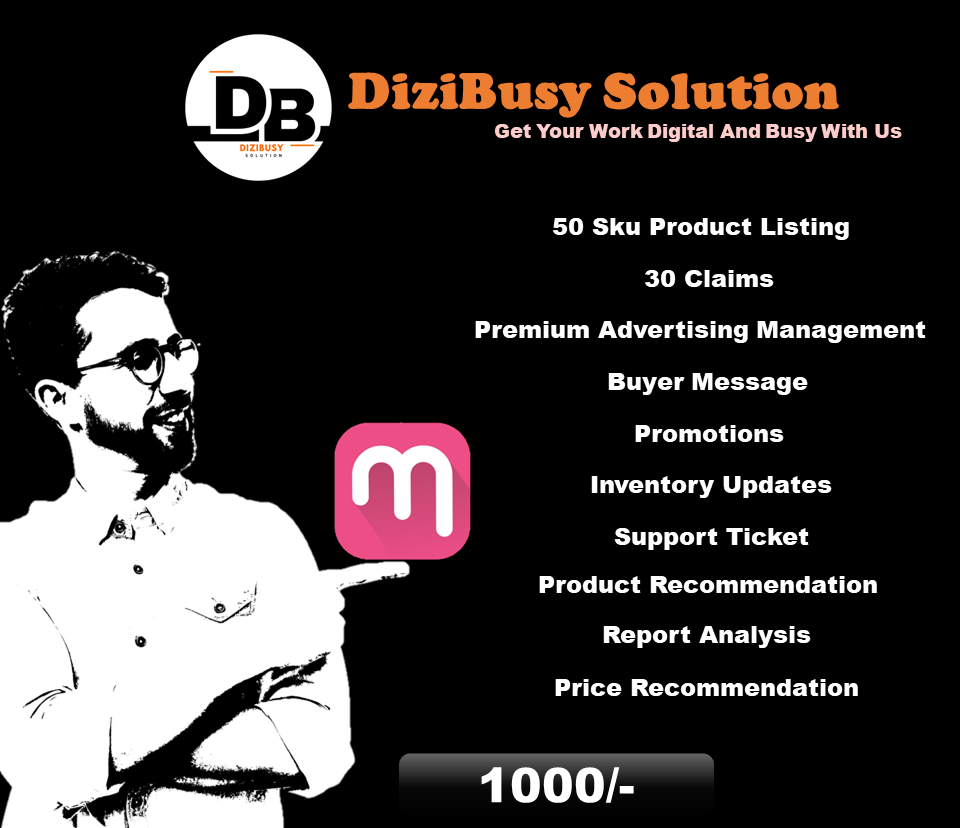 DB
DIZIBUSY
SOLUTION
DiziBusy Solution
Get Your Work Digital And Busy With Us
50 Sku Product Listing
30 Claims
Premium Advertising Management
Buyer Message
Promotions
m
Inventory Updates
Support Ticket
Product Recommendation
Report Analysis
Price Recommendation
1000/-